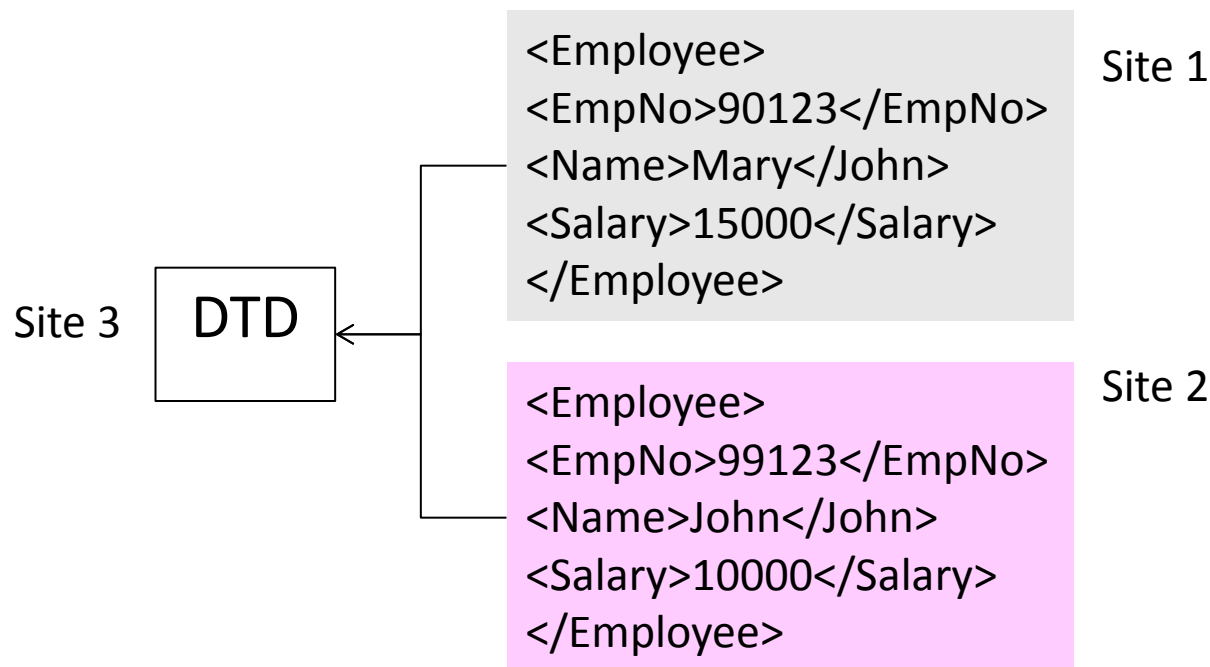 <Employee>
<EmpNo>90123</EmpNo>
<Name>Mary</John>
<Salary>15000</Salary>
</Employee>
Site 1
Site 3
DTD
<Employee>
<EmpNo>99123</EmpNo>
<Name>John</John>
<Salary>10000</Salary>
</Employee>
Site 2